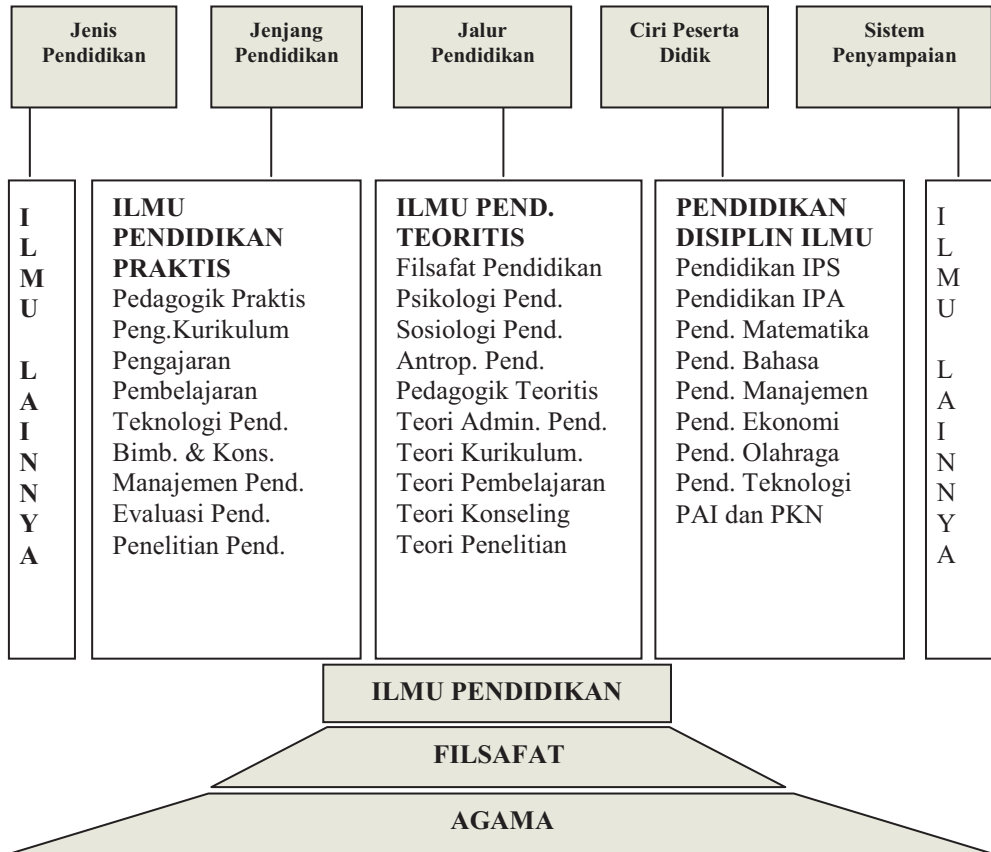 Jenis
Pendidikan
Jenjang
Pendidikan
Jalur
Pendidikan
Ciri Peserta
Didik
Sistem
Penyampaian
I
L
M
U
L
A
I
N
N
Y
A
ILMU
PENDIDIKAN
PRAKTIS
Pedagogik Praktis
Peng.Kurikulum
Pengajaran
Pembelajaran
Teknologi Pend.
Bimb. & Kons.
Manajemen Pend.
Evaluasi Pend.
Penelitian Pend.
ILMU PEND.
TEORITIS
Filsafat Pendidikan
Psikologi Pend.
Sosiologi Pend.
Antrop. Pend.
Pedagogik Teoritis
Teori Admin. Pend.
Teori Kurikulum.
Teori Pembelajaran
Teori Konseling
Teori Penelitian
PENDIDIKAN
DISIPLIN ILMU
Pendidikan IPS
Pendidikan IPA
Pend. Matematika
Pend. Bahasa
Pend. Manajemen
Pend. Ekonomi
Pend. Olahraga
Pend. Teknologi
PAI dan PKN
I
L
M
U
L
A
I
N
N
Y
A
ILMU PENDIDIKAN
FILSAFAT
AGAMA